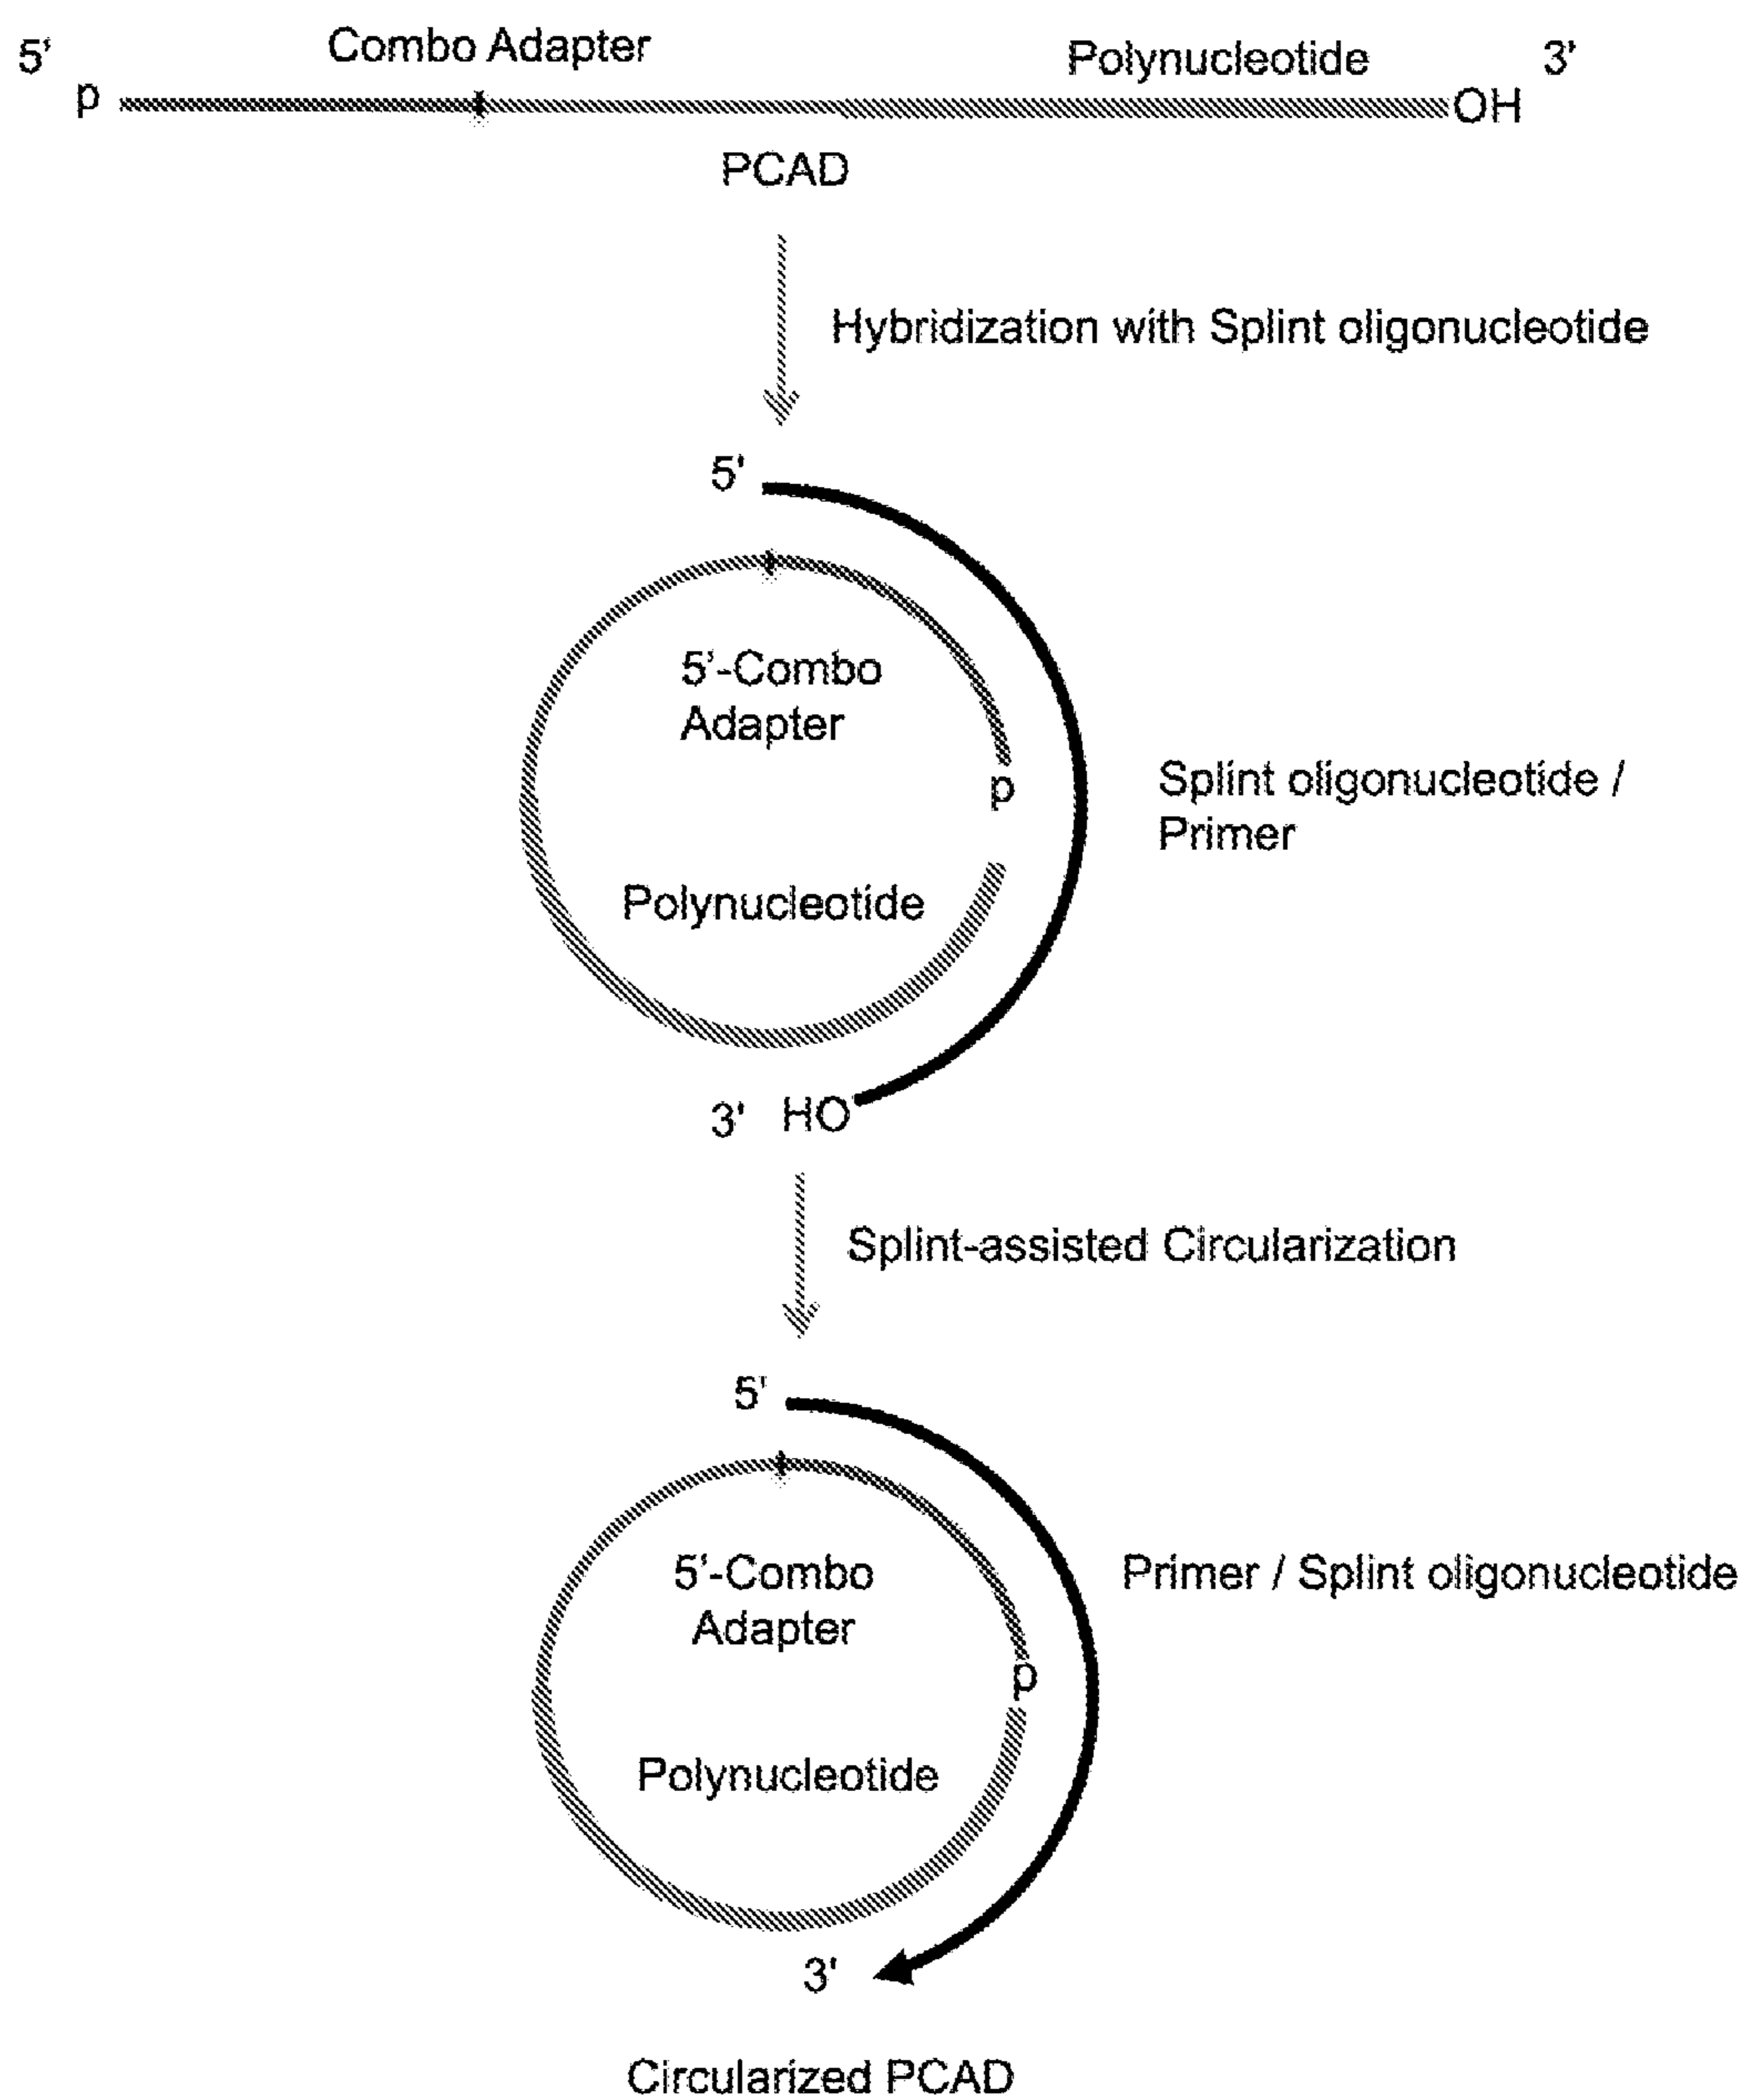 5'
Combo Adapter
Polynucleotide
3'
p
OH
PCAD
Hybridization with Splint oligonucleotide
5'
5'-Combo
Adapter
p
Splint oligonucleotide /
Primer
Polynucleotide
3' HO
Splint-assisted Circularization
5'
5'-Combo
Adapter
Primer / Splint oligonucleotide
p
Polynucleotide
3'
Circularized PCAD